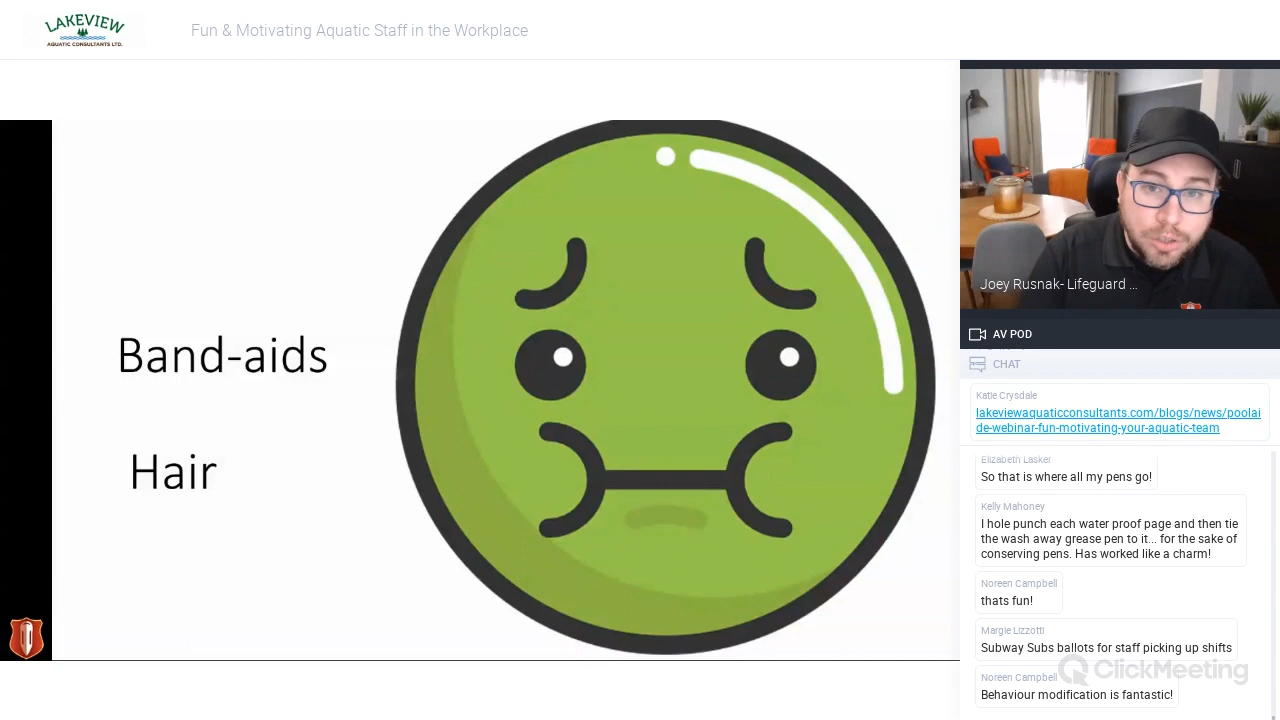 LAKEVIEW
AQUATIC CONSULTANTS LTD.
Fun & Motivating Aquatic Staff in the Workplace
Band-aids
Hair
Joey Rusnak- Lifeguard ...
AV POD
CHAT
Katie Crysdale
lakeviewaquaticconsultants.com/blogs/news/poolai
de-webinar-fun-motivating-your-aquatic-team
Elizabeth Lasker
So that is where all my pens go!
Kelly Mahoney
I hole punch each water proof page and then tie
the wash away grease pen to it... for the sake of
conserving pens. Has worked like a charm!
Noreen Campbell
thats fun!
Margie Lizzotti
Subway Subs ballots for staff picking up shifts
Noreen Campbell
Behaviour modification is fantastic!
ClickMeeting